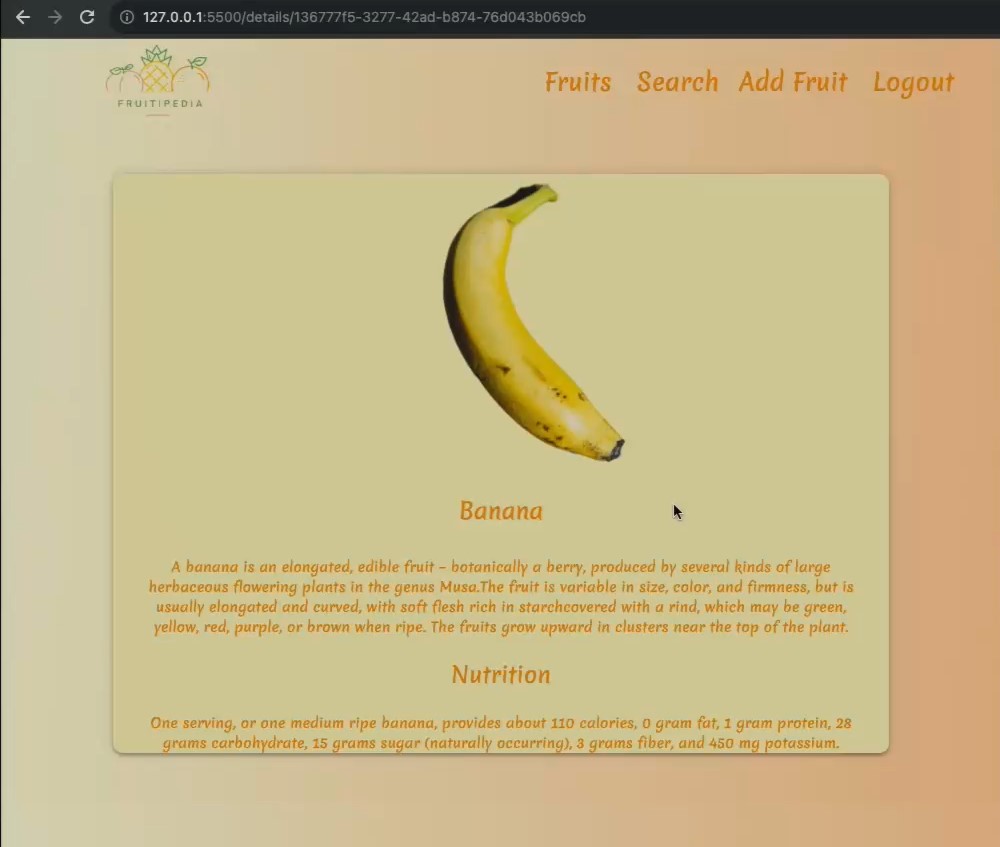 127.0.0.1:5500/details/136777f5-3277-42ad-b874-76d043b069cb
FRUITIPEDIA
Fruits Search Add Fruit Logout
Banana
A banana is an elongated, edible fruit – botanically a berry, produced by several kinds of large
herbaceous flowering plants in the genus Musa.The fruit is variable in size, color, and firmness, but is
usually elongated and curved, with soft flesh rich in starchcovered with a rind, which may be green,
yellow, red, purple, or brown when ripe. The fruits grow upward in clusters near the top of the plant.
Nutrition
One serving, or one medium ripe banana, provides about 110 calories, 0 gram fat, 1 gram protein, 28
grams carbohydrate, 15 grams sugar (naturally occurring), 3 grams fiber, and 450 mg potassium.